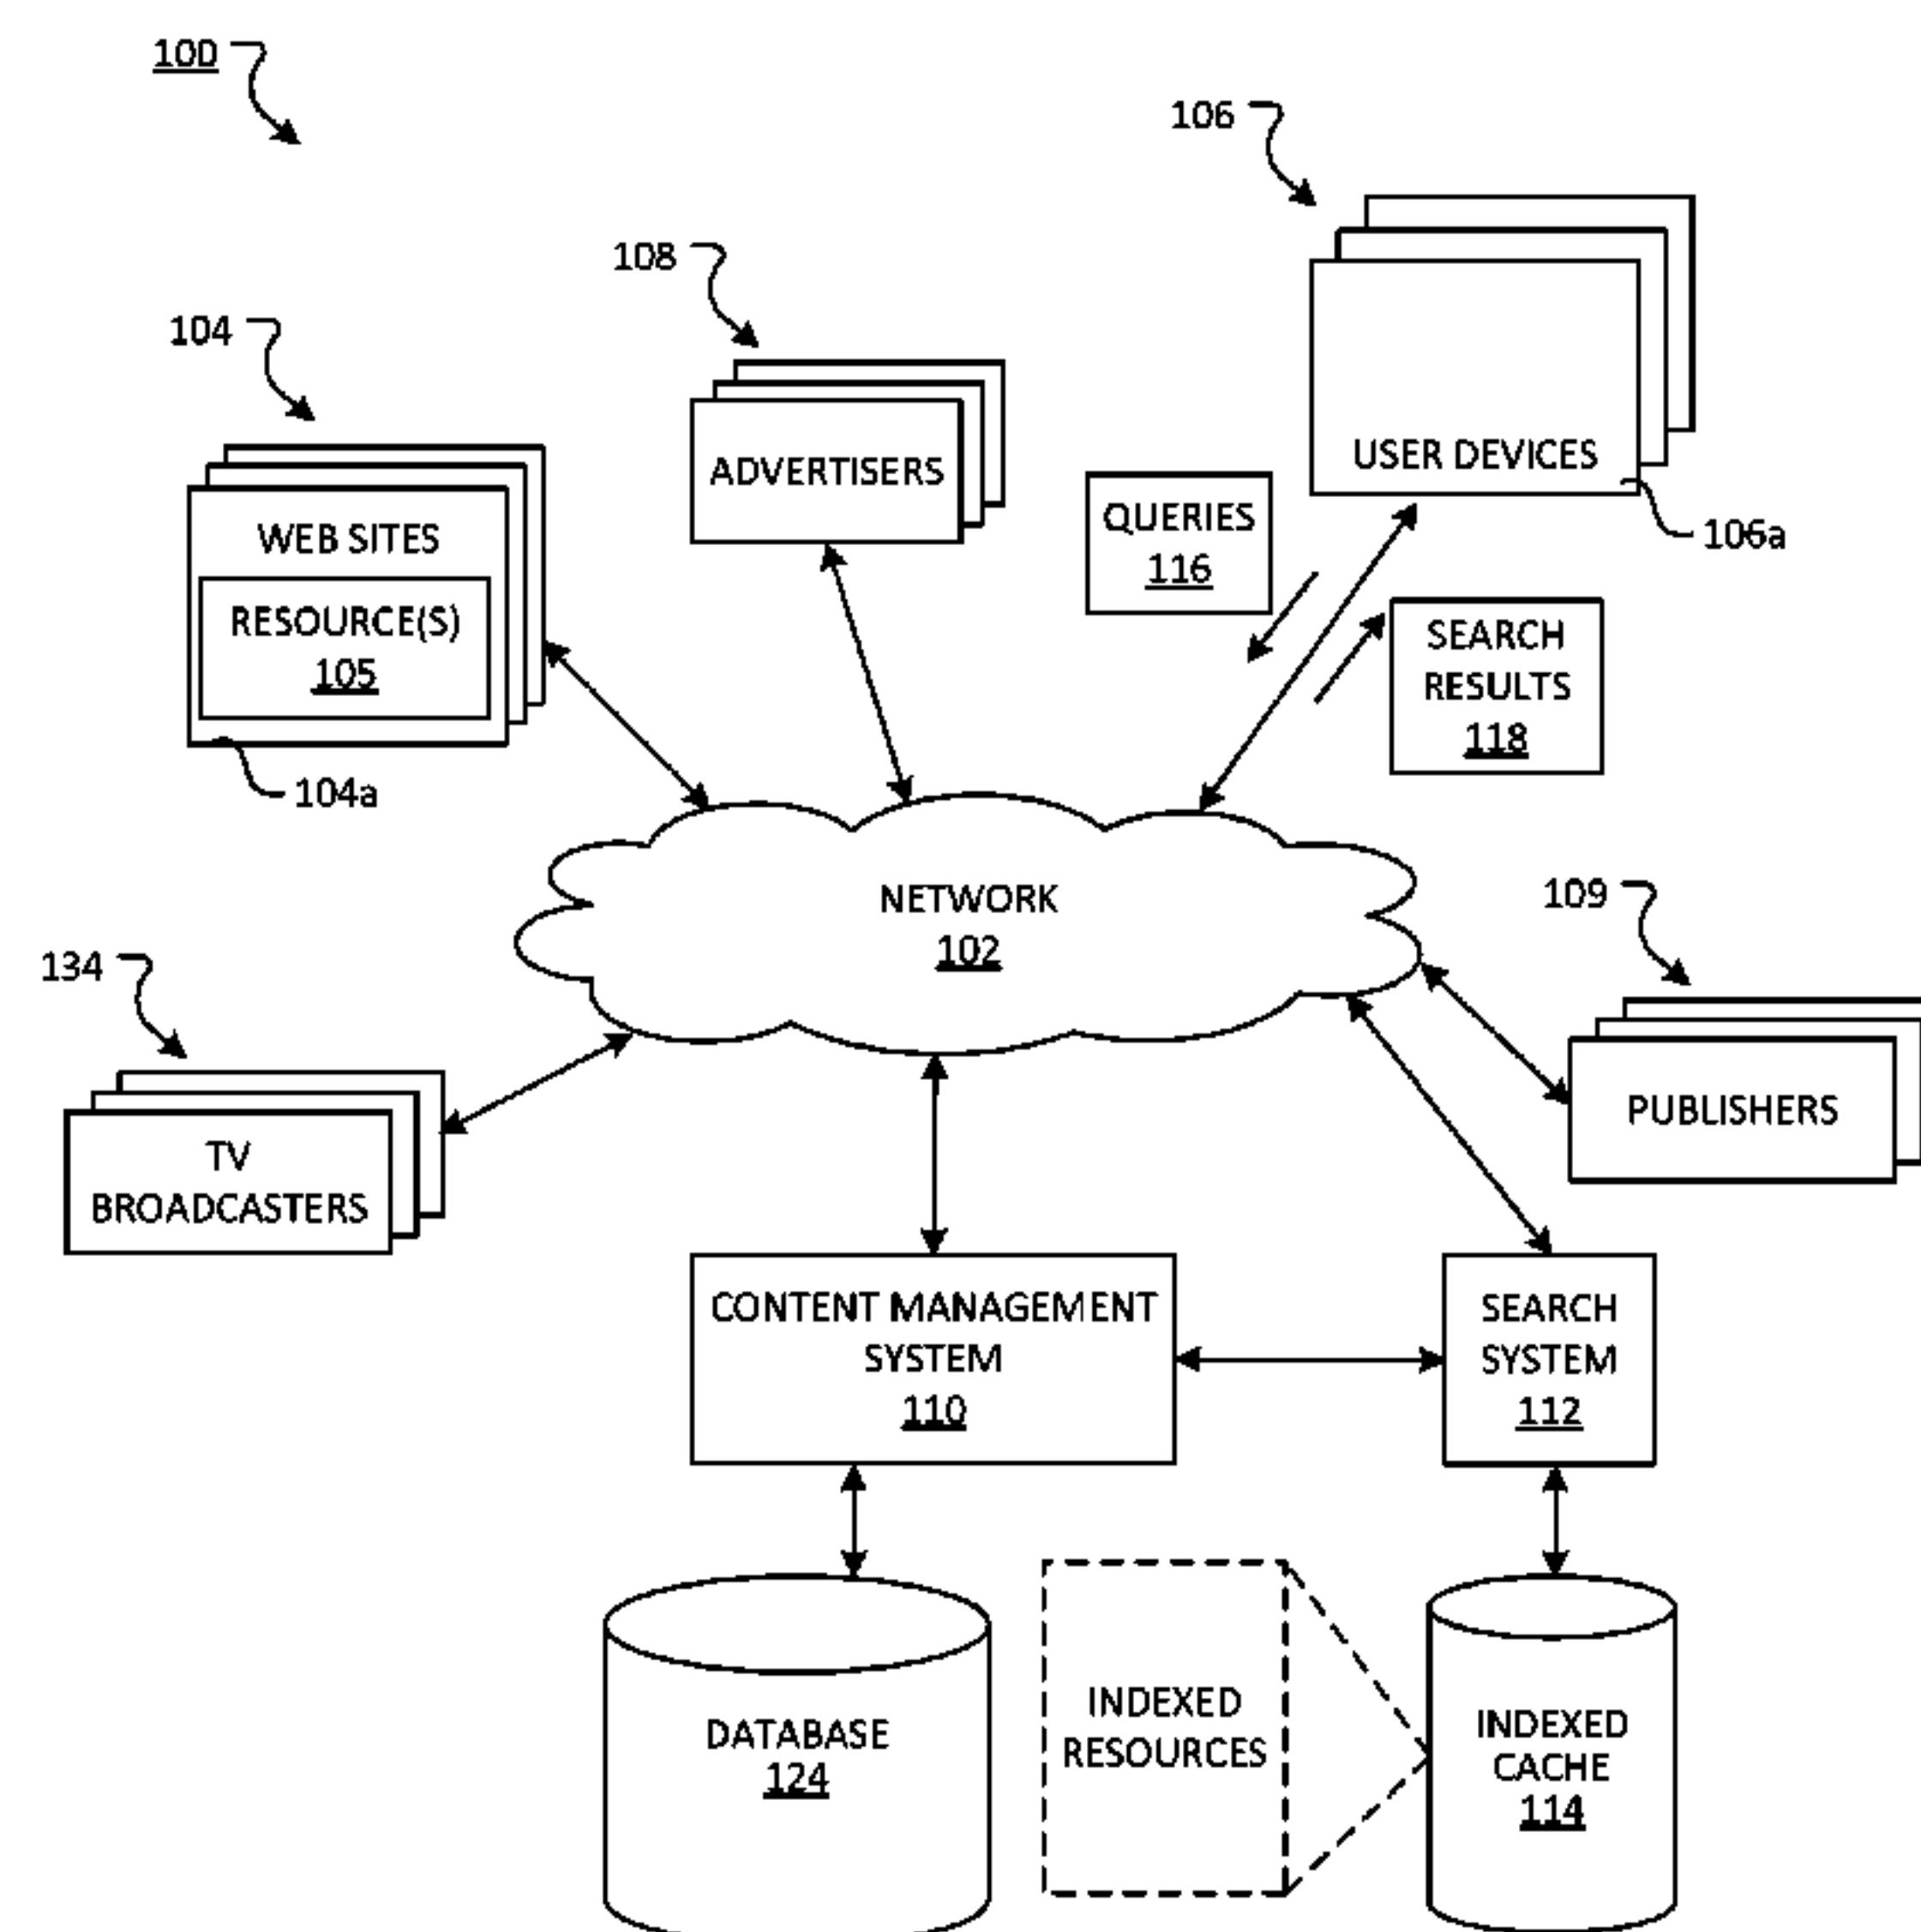 100
106
108
104
USER DEVICES
106a
ADVERTISERS
QUERIES
116
WEB SITES
RESOURCE(S)
105
104a
SEARCH
RESULTS
118
NETWORK
102
109
134
PUBLISHERS
TV
BROADCASTERS
CONTENT MANAGEMENT
SYSTEM
110
SEARCH
SYSTEM
112
DATABASE
124
INDEXED
RESOURCES
INDEXED
CACHE
114